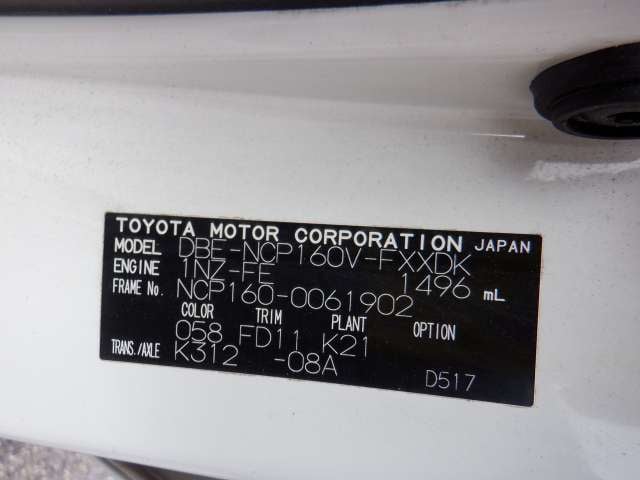 TOYOTA MOTOR CORPORATION JAPAN
MODEL DBE-NCP160V-FXXDK
ENGINE 1NZ-FE 1496 mL
FRAME No. NCP160-0061902
COLOR TRIM PLANT OPTION
058 FD11 K21
TRANS./AXLE K312 -08A
D517